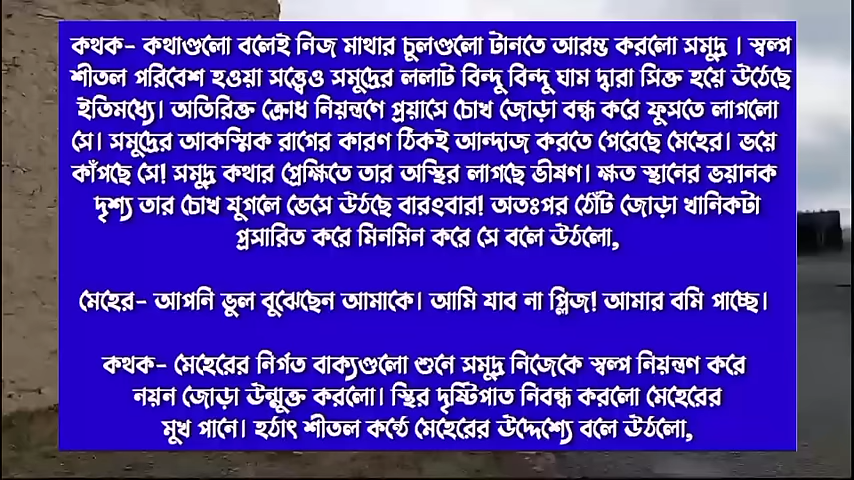 কথক- কথাগুলো বলেই নিজ মাথার চুলগুলো টানতে আরম্ভ করলো সমুদ্র । স্বল্প
শীতল পরিবেশ হওয়া সত্ত্বেও সমুদ্রের ললাট বিন্দু বিন্দু ঘাম দ্বারা সিক্ত হয়ে উঠেছে
ইতিমধ্যে। অতিরিক্ত ক্রোধ নিয়ন্ত্রণে প্রয়াসে চোখ জোড়া বন্ধ করে ফুসতে লাগলো
সে। সমুদ্রের আকস্মিক রাগের কারণ ঠিকই আন্দাজ করতে পেরেছে মেহের। ভয়ে
কাঁপছে সে! সমুদ্র কথার প্রেক্ষিতে তার অস্থির লাগছে ভীষণ। ক্ষত স্থানের ভয়ানক
দৃশ্য তার চোখ যুগলে ভেসে উঠছে বারংবার! অতঃপর ঠোঁট জোড়া খানিকটা
প্রসারিত করে মিনমিন করে সে বলে উঠলো,
মেহের- আপনি ভুল বুঝেছেন আমাকে। আমি যাব না প্লিজ! আমার বমি পাচ্ছে।
কথক- মেহেরের নির্গত বাক্যগুলো শুনে সমুদ্র নিজেকে স্বল্প নিয়ন্ত্রণ করে
নয়ন জোড়া উন্মুক্ত করলো। স্থির দৃষ্টিপাত নিবন্ধ করলো মেহেরের
মুখ পানে। হঠাৎ শীতল কন্ঠে মেহেরের উদ্দেশ্যে বলে উঠলো,